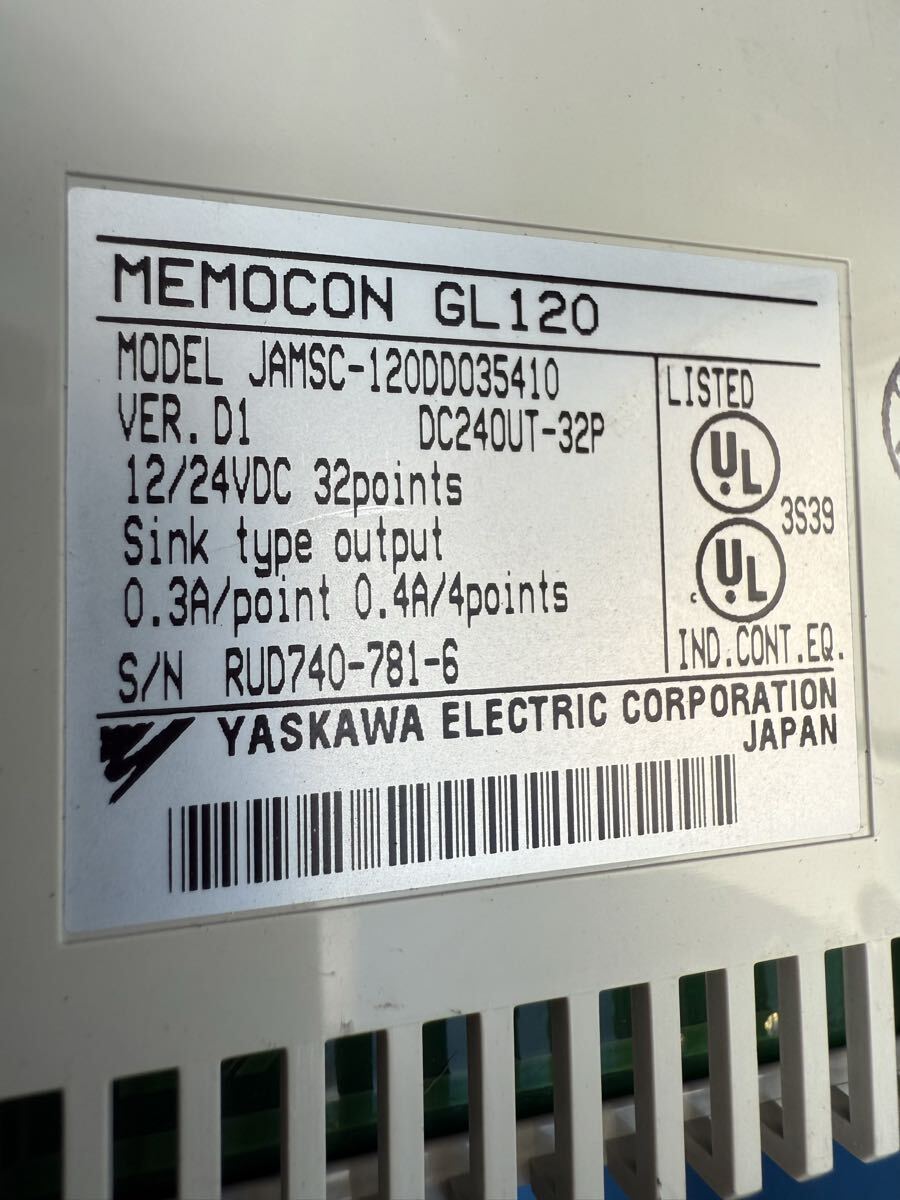 MEMOCON GL120
MODEL JAMSC-120DDO35410
VER. D1 DC24OUT-32P
12/24VDC 32points
Sink type output
0.3A/point 0.4A/4points
S/N RUD740-781-6
LISTED
UL
3S39
c UL
IND.CONT.EQ.
YASKAWA ELECTRIC CORPORATION
JAPAN